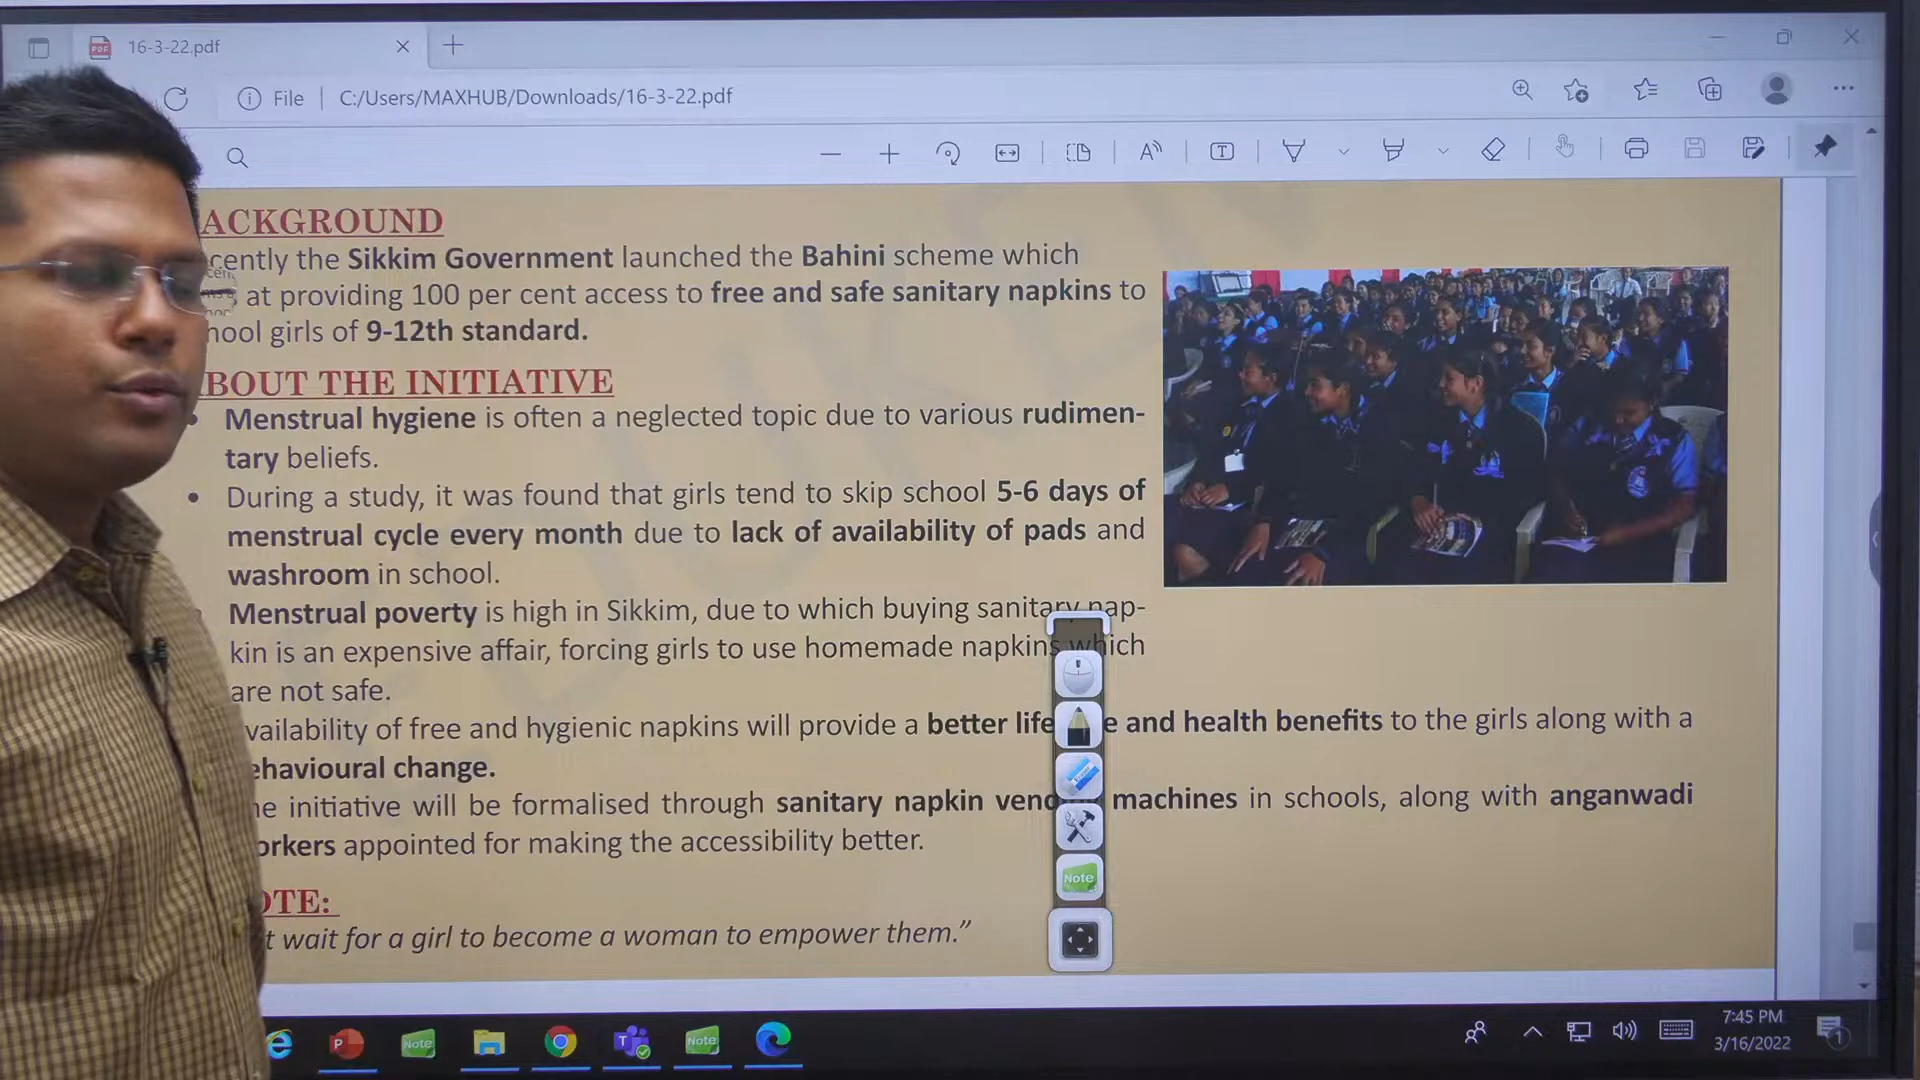 16-3-22.pdf
File
C:/Users/MAXHUB/Downloads/16-3-22.pdf
ACKGROUND
cently the Sikkim Government launched the Bahini scheme which
at providing 100 per cent access to free and safe sanitary napkins to
hool girls of 9-12th standard.
BOUT THE INITIATIVE
• Menstrual hygiene is often a neglected topic due to various rudimen-
tary beliefs.
• During a study, it was found that girls tend to skip school 5-6 days of
menstrual cycle every month due to lack of availability of pads and
washroom in school.
Menstrual poverty is high in Sikkim, due to which buying sanitary nap-
kin is an expensive affair, forcing girls to use homemade napkins which
are not safe.
vailability of free and hygienic napkins will provide a better life e and health benefits to the girls along with a
ehavioural change.
he initiative will be formalised through sanitary napkin vend machines in schools, along with anganwadi
orkers appointed for making the accessibility better.
OTE:
t wait for a girl to become a woman to empower them.”
Note
Note
Note
7:45 PM
3/16/2022
1